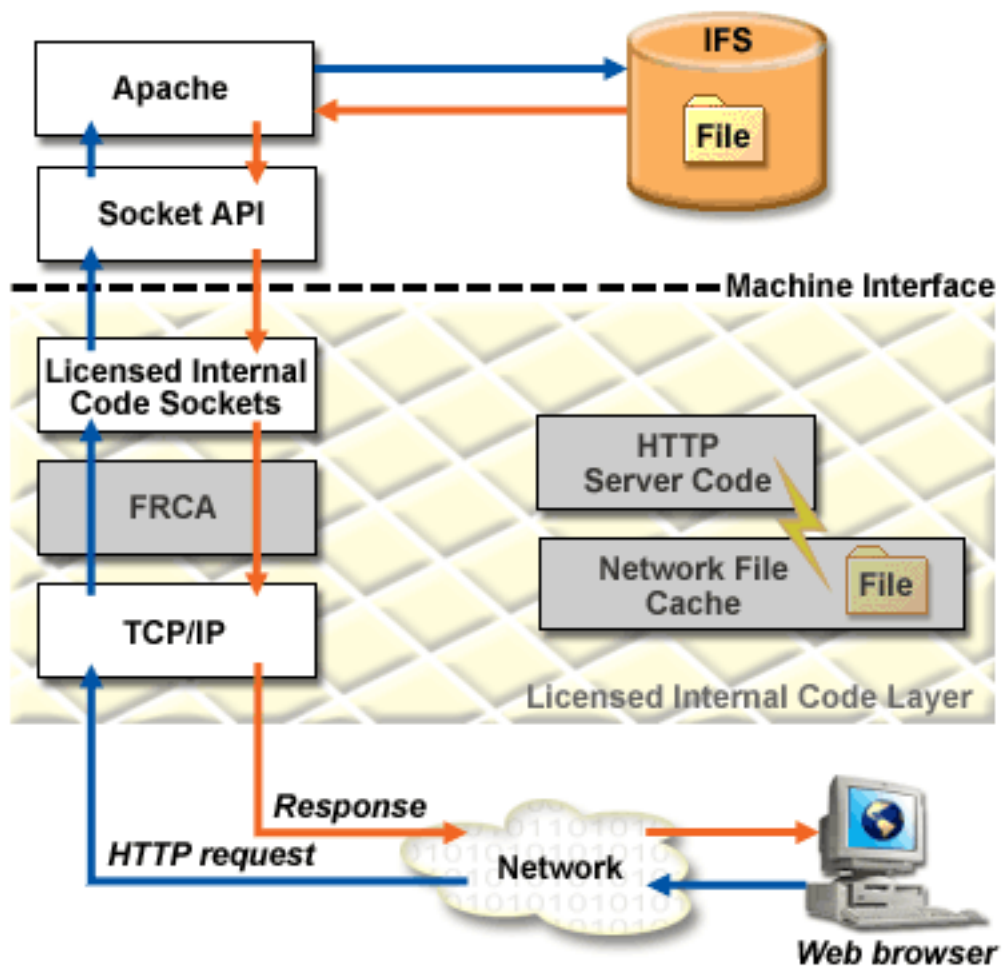 Apache
IFS
File
Socket API
Machine Interface
Licensed Internal
Code Sockets
HTTP
Server Code
FRCA
Network File
Cache
File
TCP/IP
Licensed Internal Code Layer
Response
HTTP request
Network
Web browser